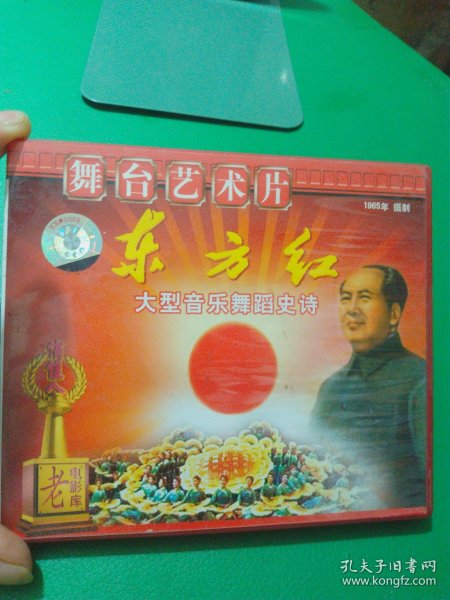 舞台艺术片
1965年 摄制
东方红
大型音乐舞蹈史诗
老
电影库
孔夫子旧书网
www.kongfz.com